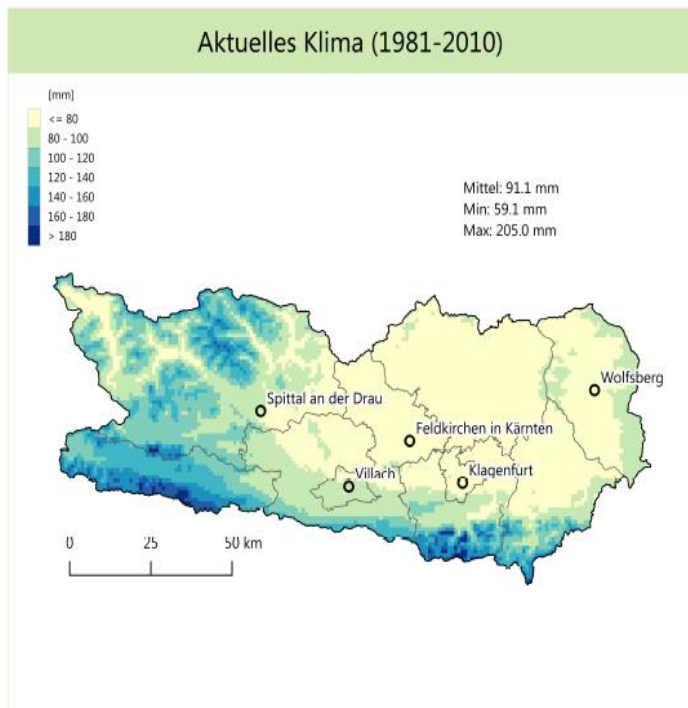 Aktuelles Klima (1981-2010)
[mm]
<= 80
80 - 100
100 - 120
120 - 140
140 - 160
160 - 180
> 180
Mittel: 91.1 mm
Min: 59.1 mm
Max: 205.0 mm
Wolfsberg
Spittal an der Drau
Feldkirchen in Kärnten
Villach
Klagenfurt
0 25 50 km